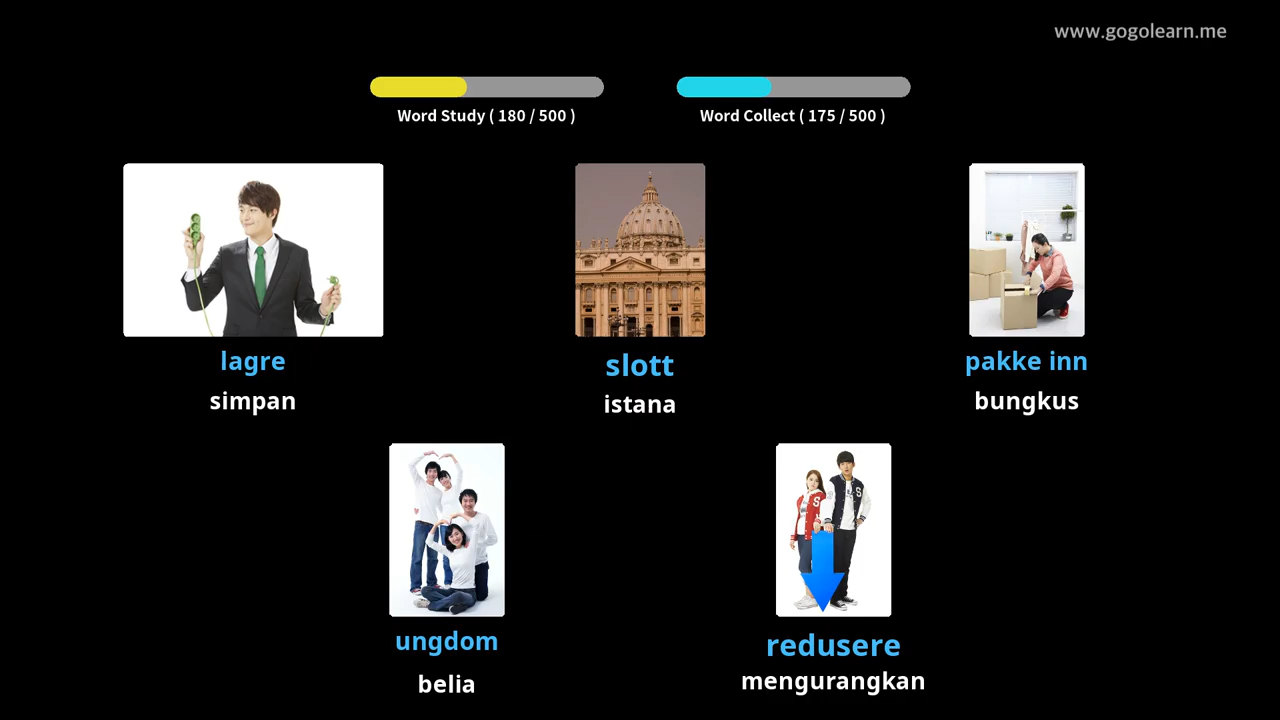 www.gogolearn.me
Word Study ( 180 / 500 )
Word Collect ( 175 / 500 )
lagre
simpan
slott
istana
pakke inn
bungkus
ungdom
belia
redusere
mengurangkan